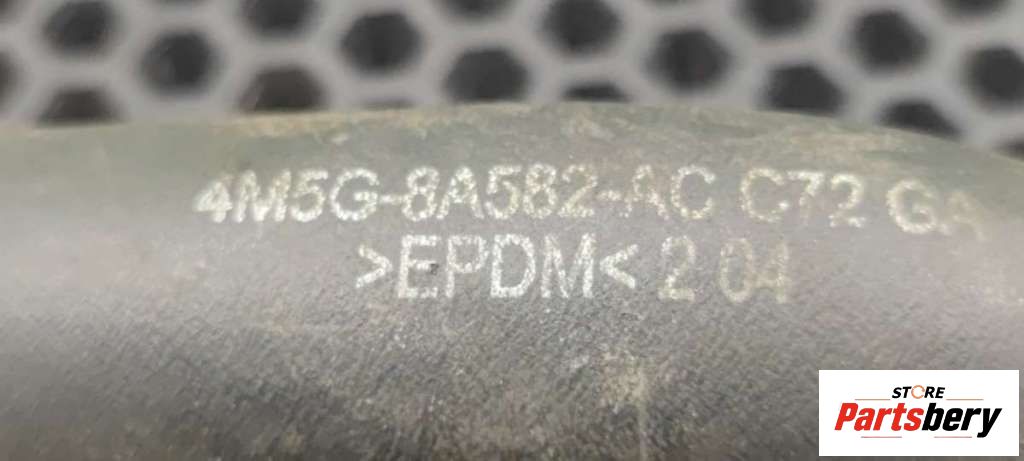 4M5G-8A582-AC C72 GA
>EPDM< 2 04
STORE
Partsbery